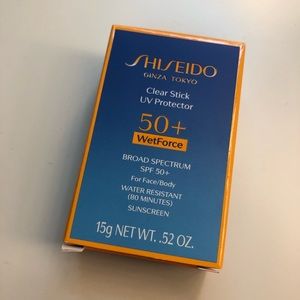 SHISEIDO
GINZA TOKYO
Clear Stick
UV Protector
50+
WetForce
BROAD SPECTRUM
SPF 50+
For Face/Body
WATER RESISTANT
(80 MINUTES)
SUNSCREEN
15g NET WT. .52 OZ.